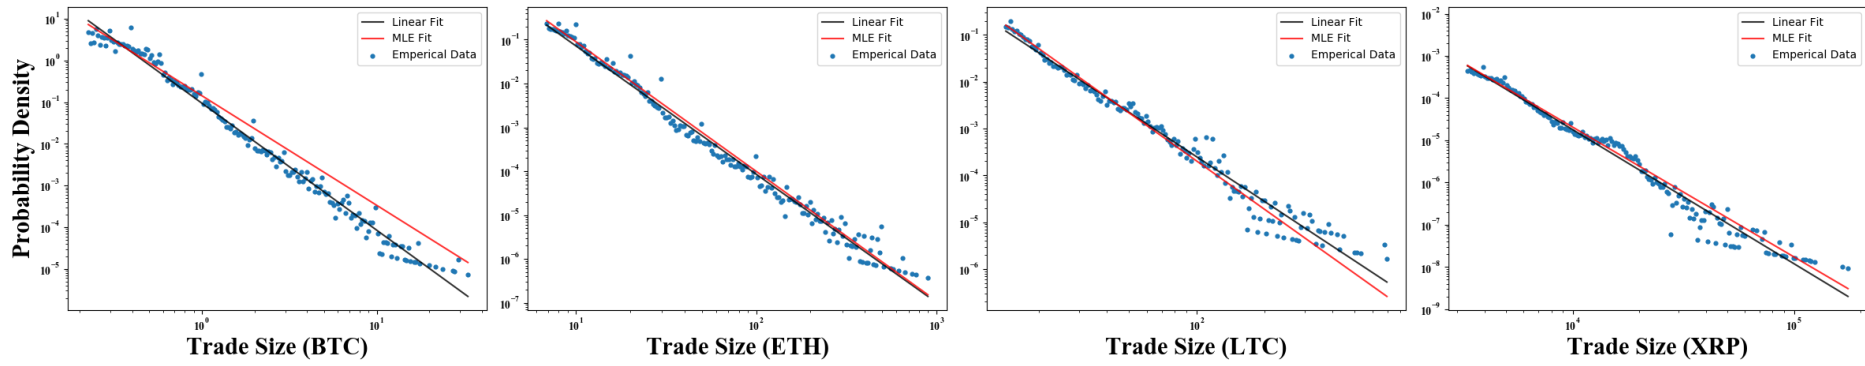 Probability Density
10^1
10^0
10^-1
10^-2
10^-3
10^-4
10^-5
Linear Fit
MLE Fit
Emperical Data
10^0
10^1
Trade Size (BTC)
10^-1
10^-2
10^-3
10^-4
10^-5
10^-6
10^-7
Linear Fit
MLE Fit
Emperical Data
10^1
10^2
10^3
Trade Size (ETH)
10^-1
10^-2
10^-3
10^-4
10^-5
10^-6
Linear Fit
MLE Fit
Emperical Data
10^2
Trade Size (LTC)
10^-2
10^-3
10^-4
10^-5
10^-6
10^-7
10^-8
10^-9
Linear Fit
MLE Fit
Emperical Data
10^4
10^5
Trade Size (XRP)